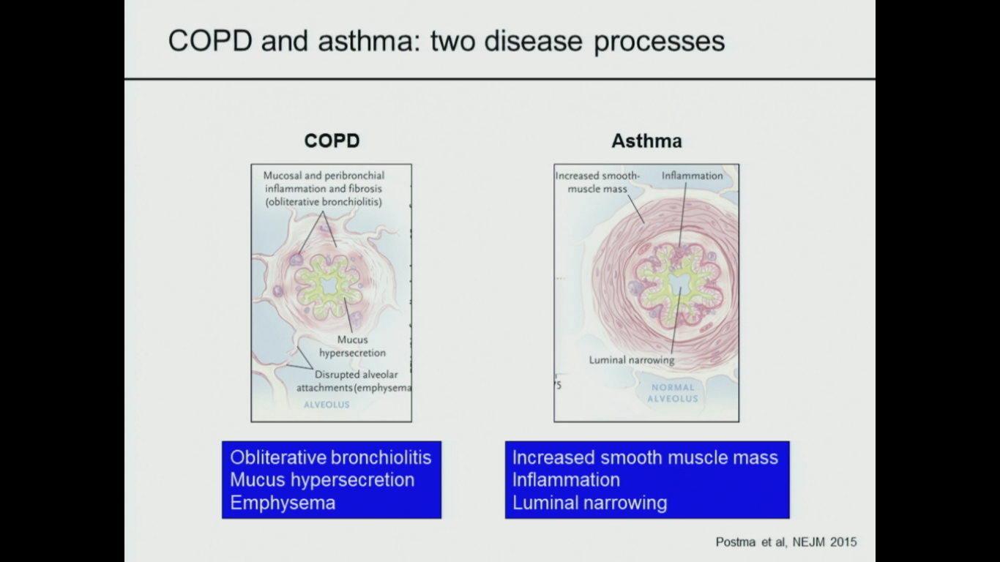 COPD and asthma: two disease processes
COPD
Mucosal and peribronchial
inflammation and fibrosis
(obliterative bronchiolitis)
Mucus
hypersecretion
Disrupted alveolar
attachments (emphysema
ALVEOLUS
Obliterative bronchiolitis
Mucus hypersecretion
Emphysema
Asthma
Increased smooth-
muscle mass
Inflammation
Luminal narrowing
75
NORMAL
ALVEOLUS
Increased smooth muscle mass
Inflammation
Luminal narrowing
Postma et al, NEJM 2015